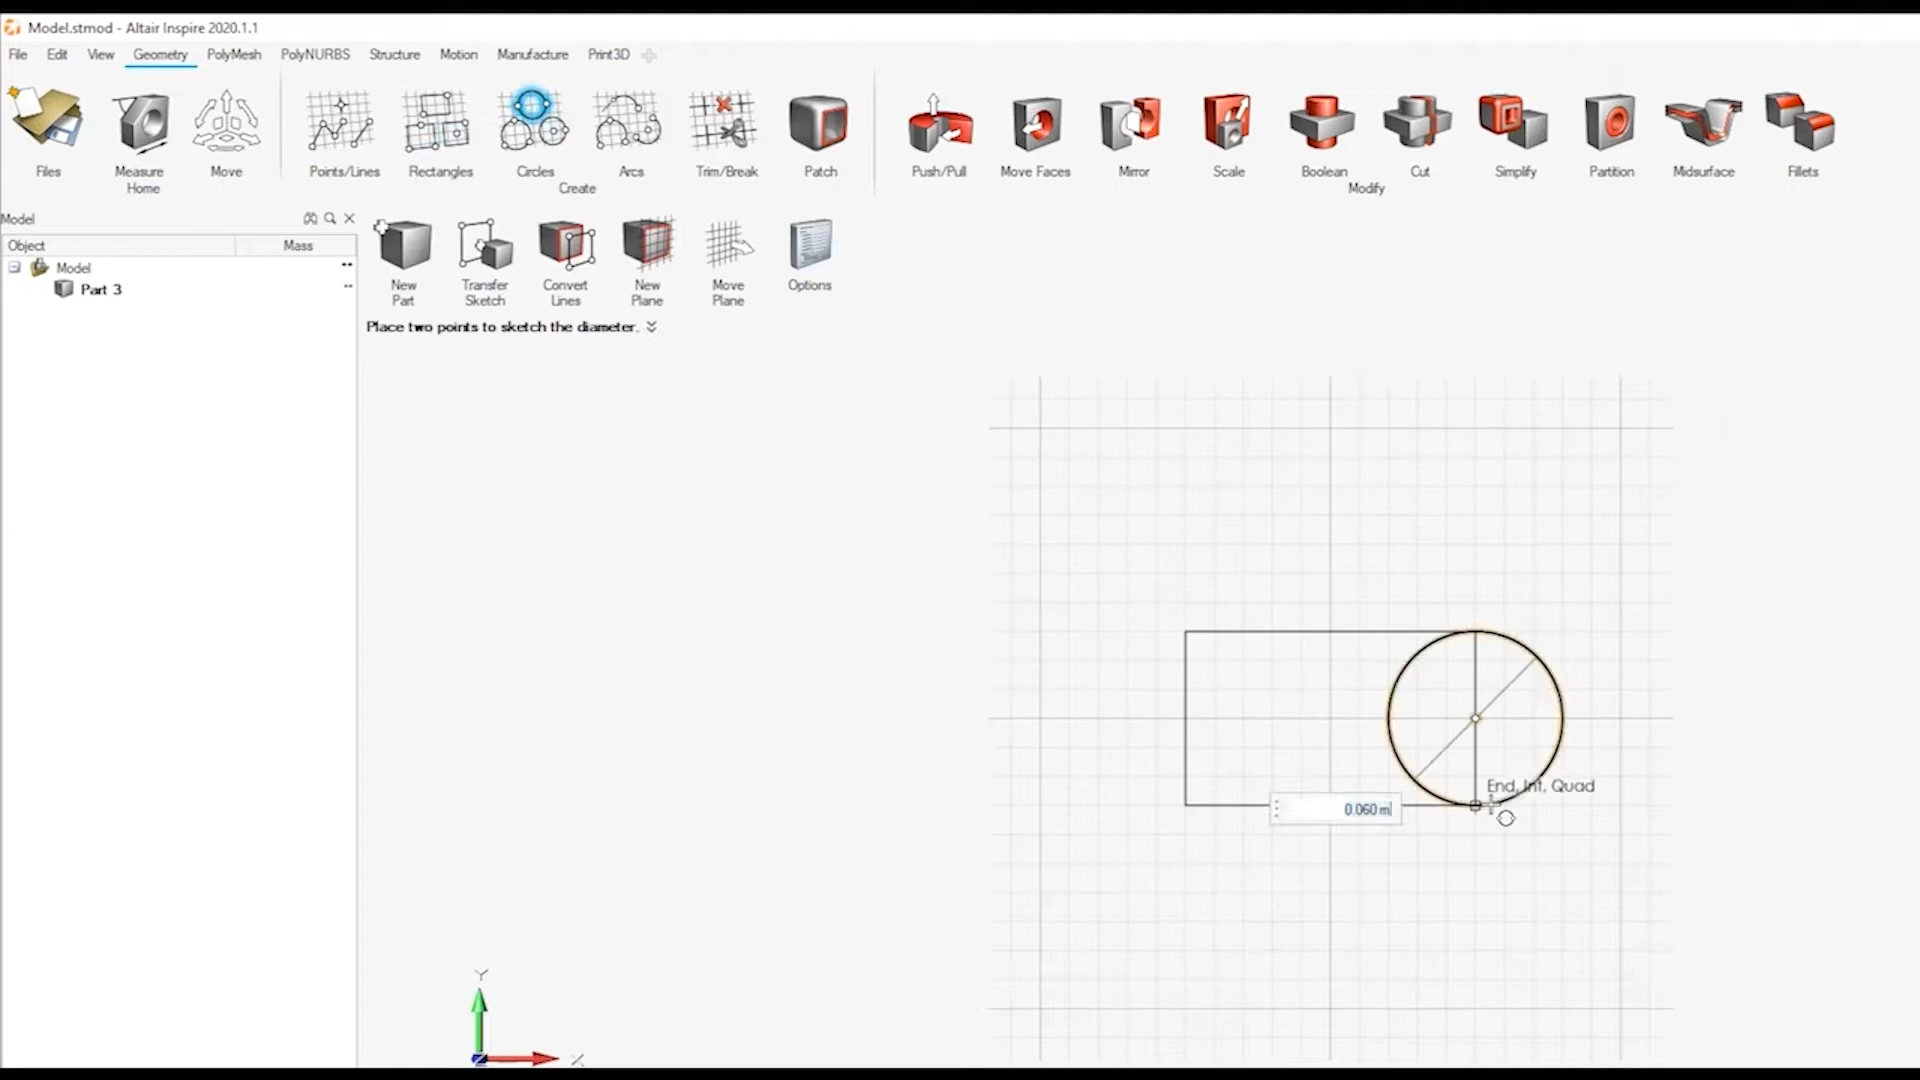 Model.stmod - Altair Inspire 2020.1.1
File Edit View Geometry PolyMesh PolyNURBS Structure Motion Manufacture Print3D
Files Measure Move Points/Lines Rectangles Circles Arcs Trim/Break Patch Push/Pull Move Faces Mirror Scale Boolean Cut Simplify Partition Midsurface Fillets
Home Create Modify
Model
Object Mass
Model --
Part 3 --
New Part
Transfer Sketch
Convert Lines
New Plane
Move Plane
Options
Place two points to sketch the diameter.
End, Int, Quad
0.060 m
Y
X